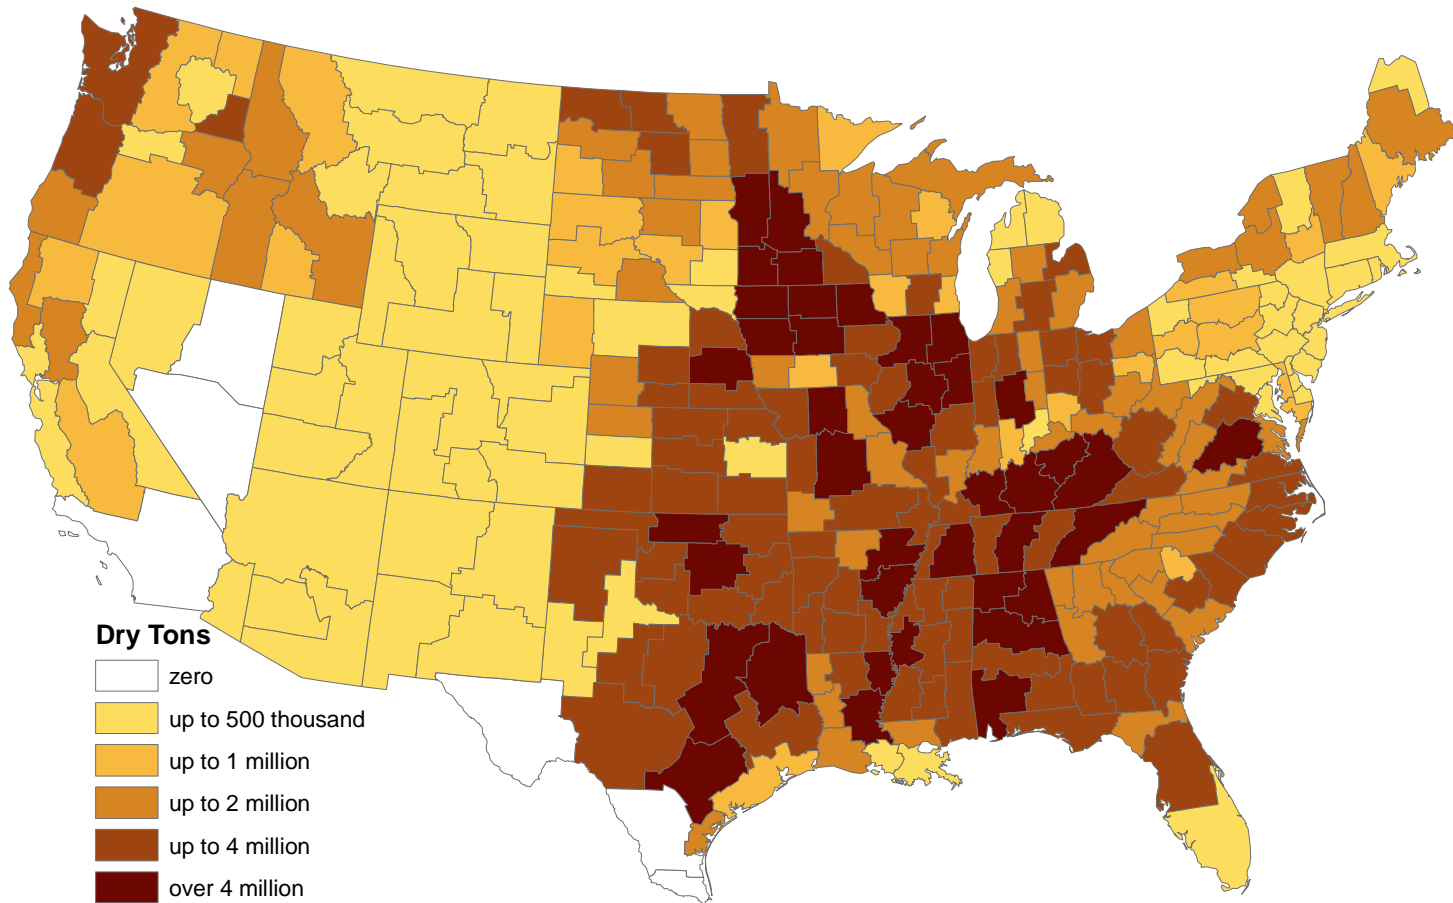 Dry Tons
zero
up to 500 thousand
up to 1 million
up to 2 million
up to 4 million
over 4 million